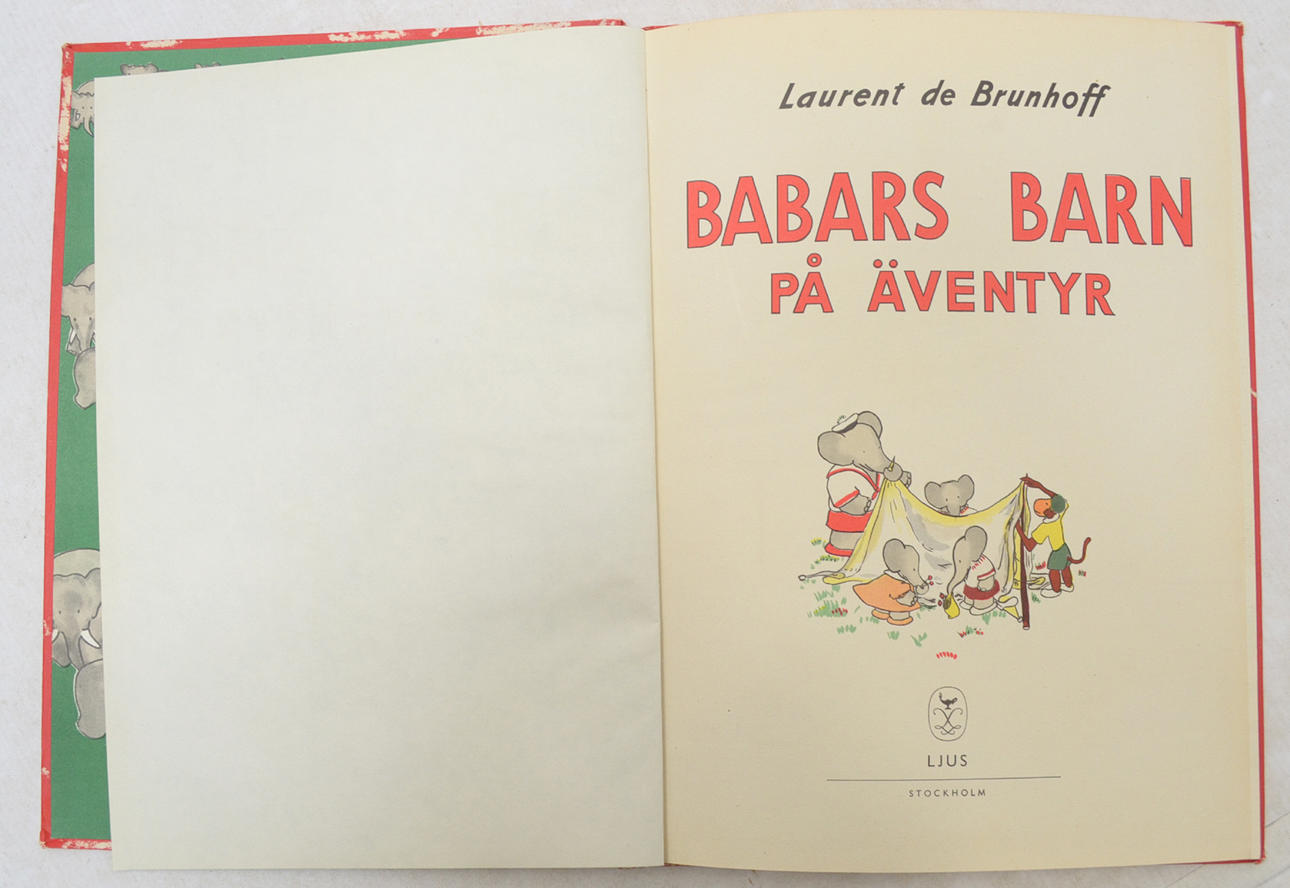 Laurent de Brunhoff
BABARS BARN
PÅ ÄVENTYR
LJUS
STOCKHOLM